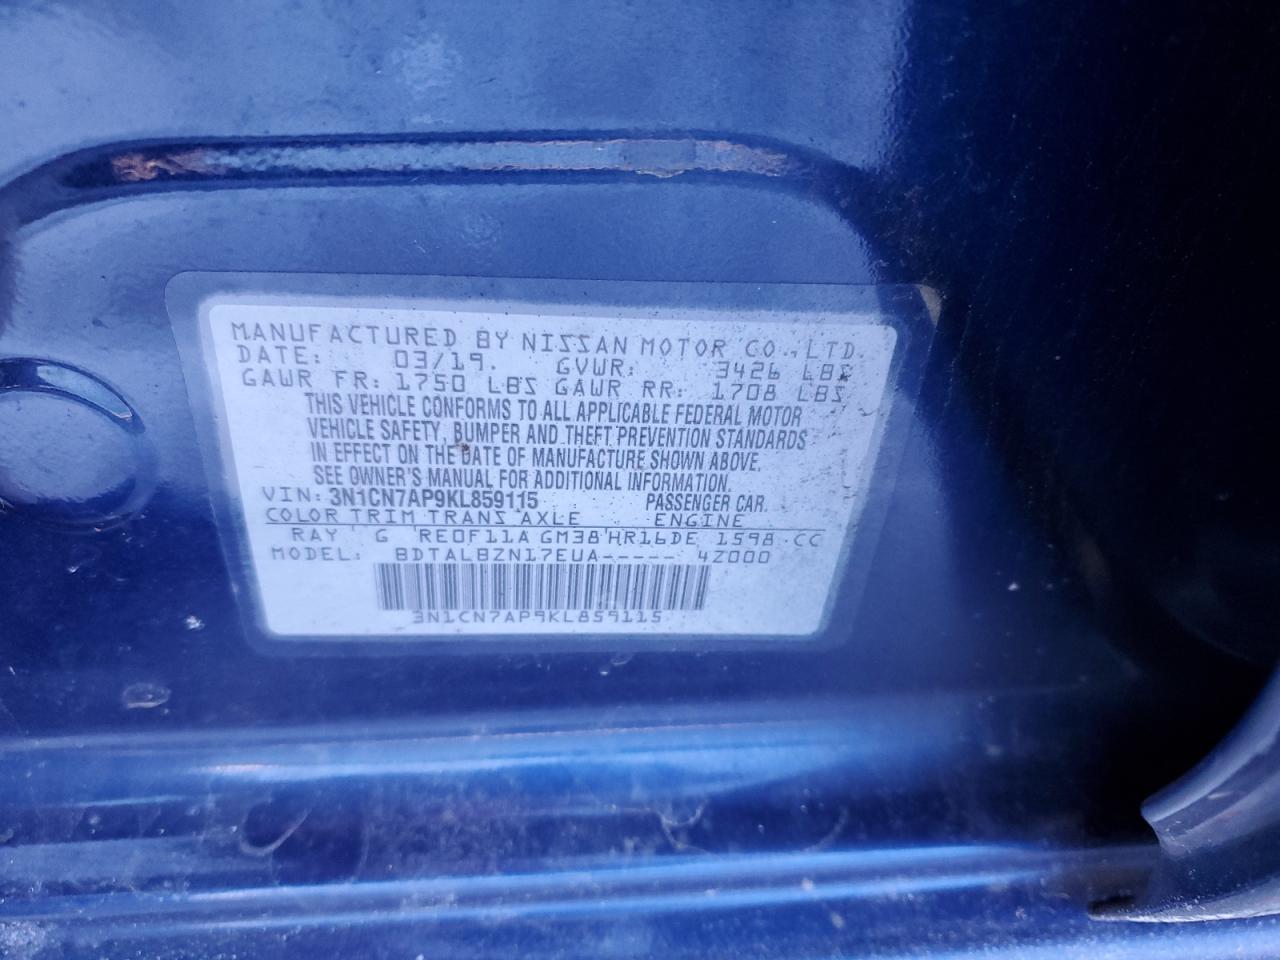 MANUFACTURED BY NISSAN MOTOR CO., LTD.
DATE: 03/19. GVWR: 3426 LBS
GAWR FR: 1750 LBS GAWR RR: 1708 LBS
THIS VEHICLE CONFORMS TO ALL APPLICABLE FEDERAL MOTOR
VEHICLE SAFETY, BUMPER AND THEFT PREVENTION STANDARDS
IN EFFECT ON THE DATE OF MANUFACTURE SHOWN ABOVE.
SEE OWNER'S MANUAL FOR ADDITIONAL INFORMATION.
VIN: 3N1CN7AP9KL859115 PASSENGER CAR.
COLOR TRIM TRANS AXLE ENGINE
RAY G RE0F11A GM38 HR16DE 1598 CC
MODEL: BDTALBZN17EUA----- 4Z000
3N1CN7AP9KL859115